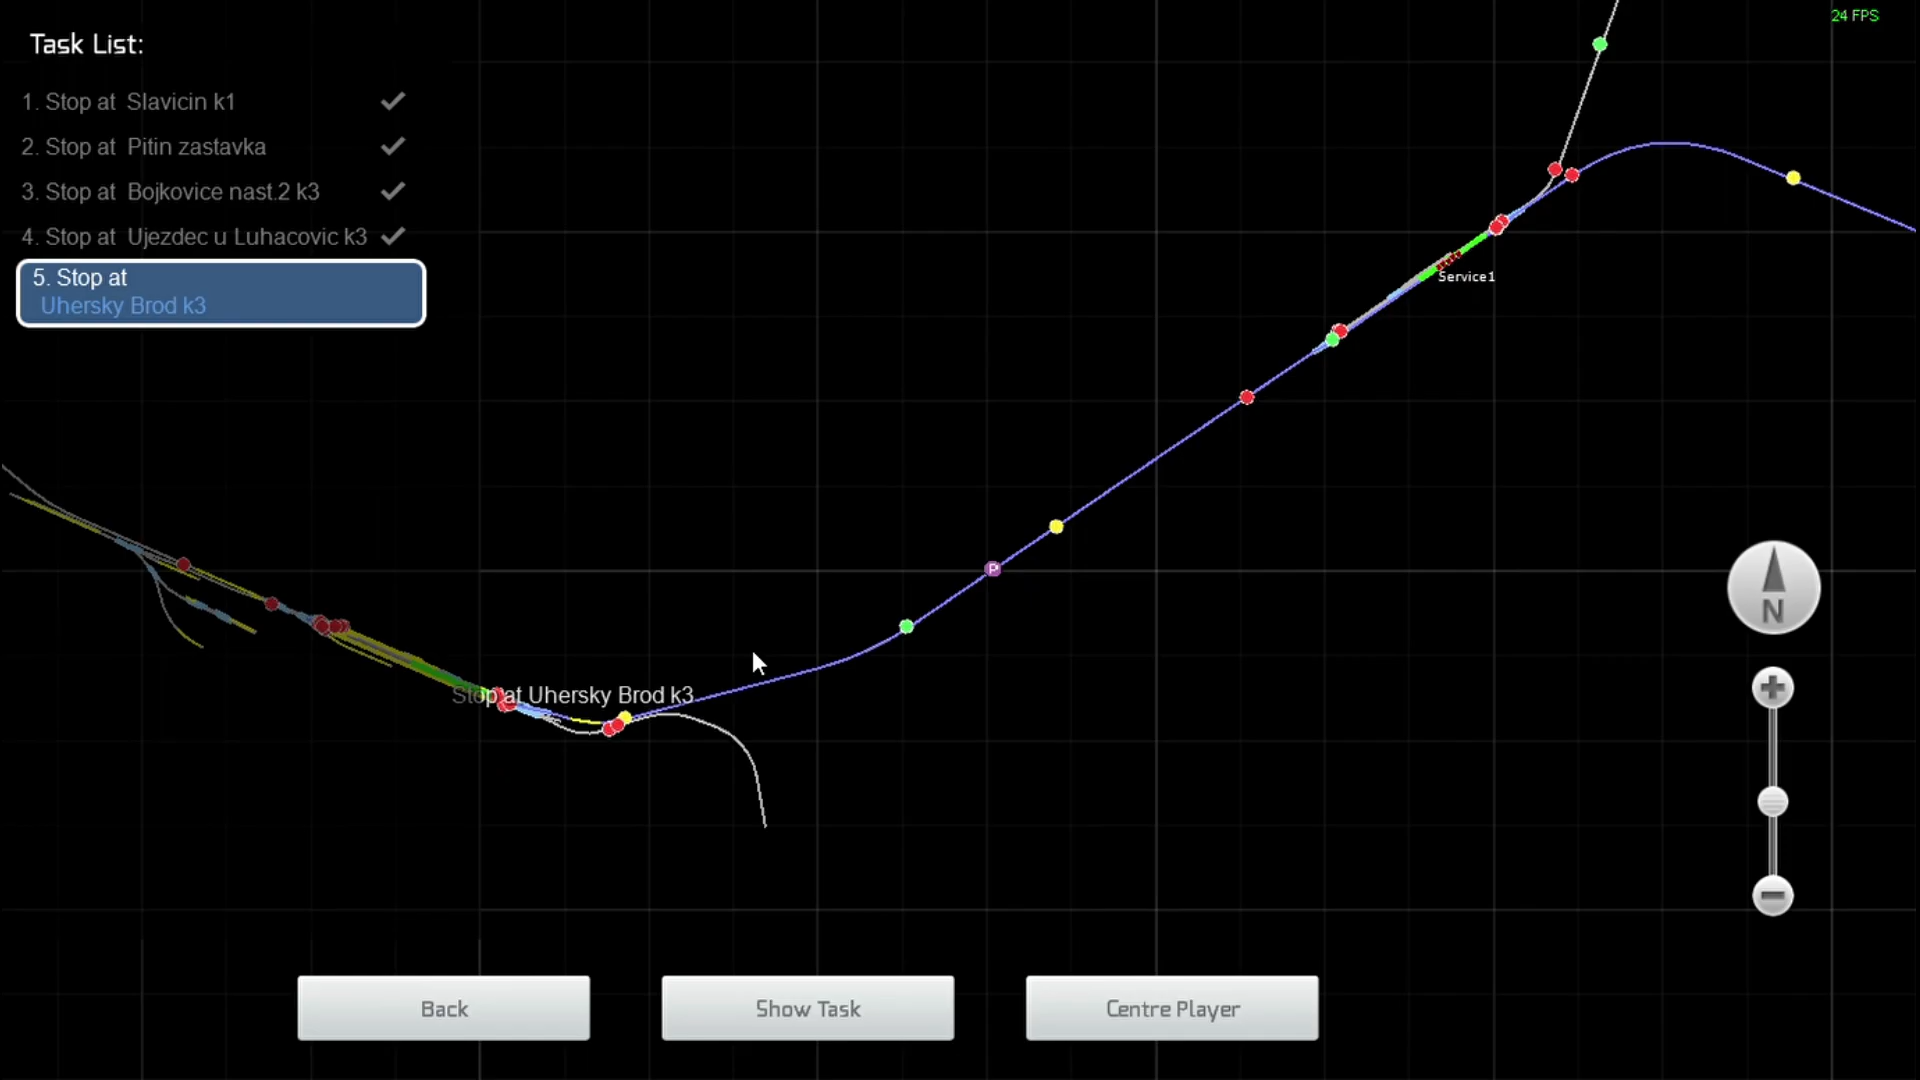 24 FPS
Task List:
1. Stop at Slavicin k1
2. Stop at Pitin zastavka
3. Stop at Bojkovice nast.2 k3
4. Stop at Ujezdec u Luhacovic k3
5. Stop at
Uhersky Brod k3
Service1
P
Stop at Uhersky Brod k3
N
Back
Show Task
Centre Player